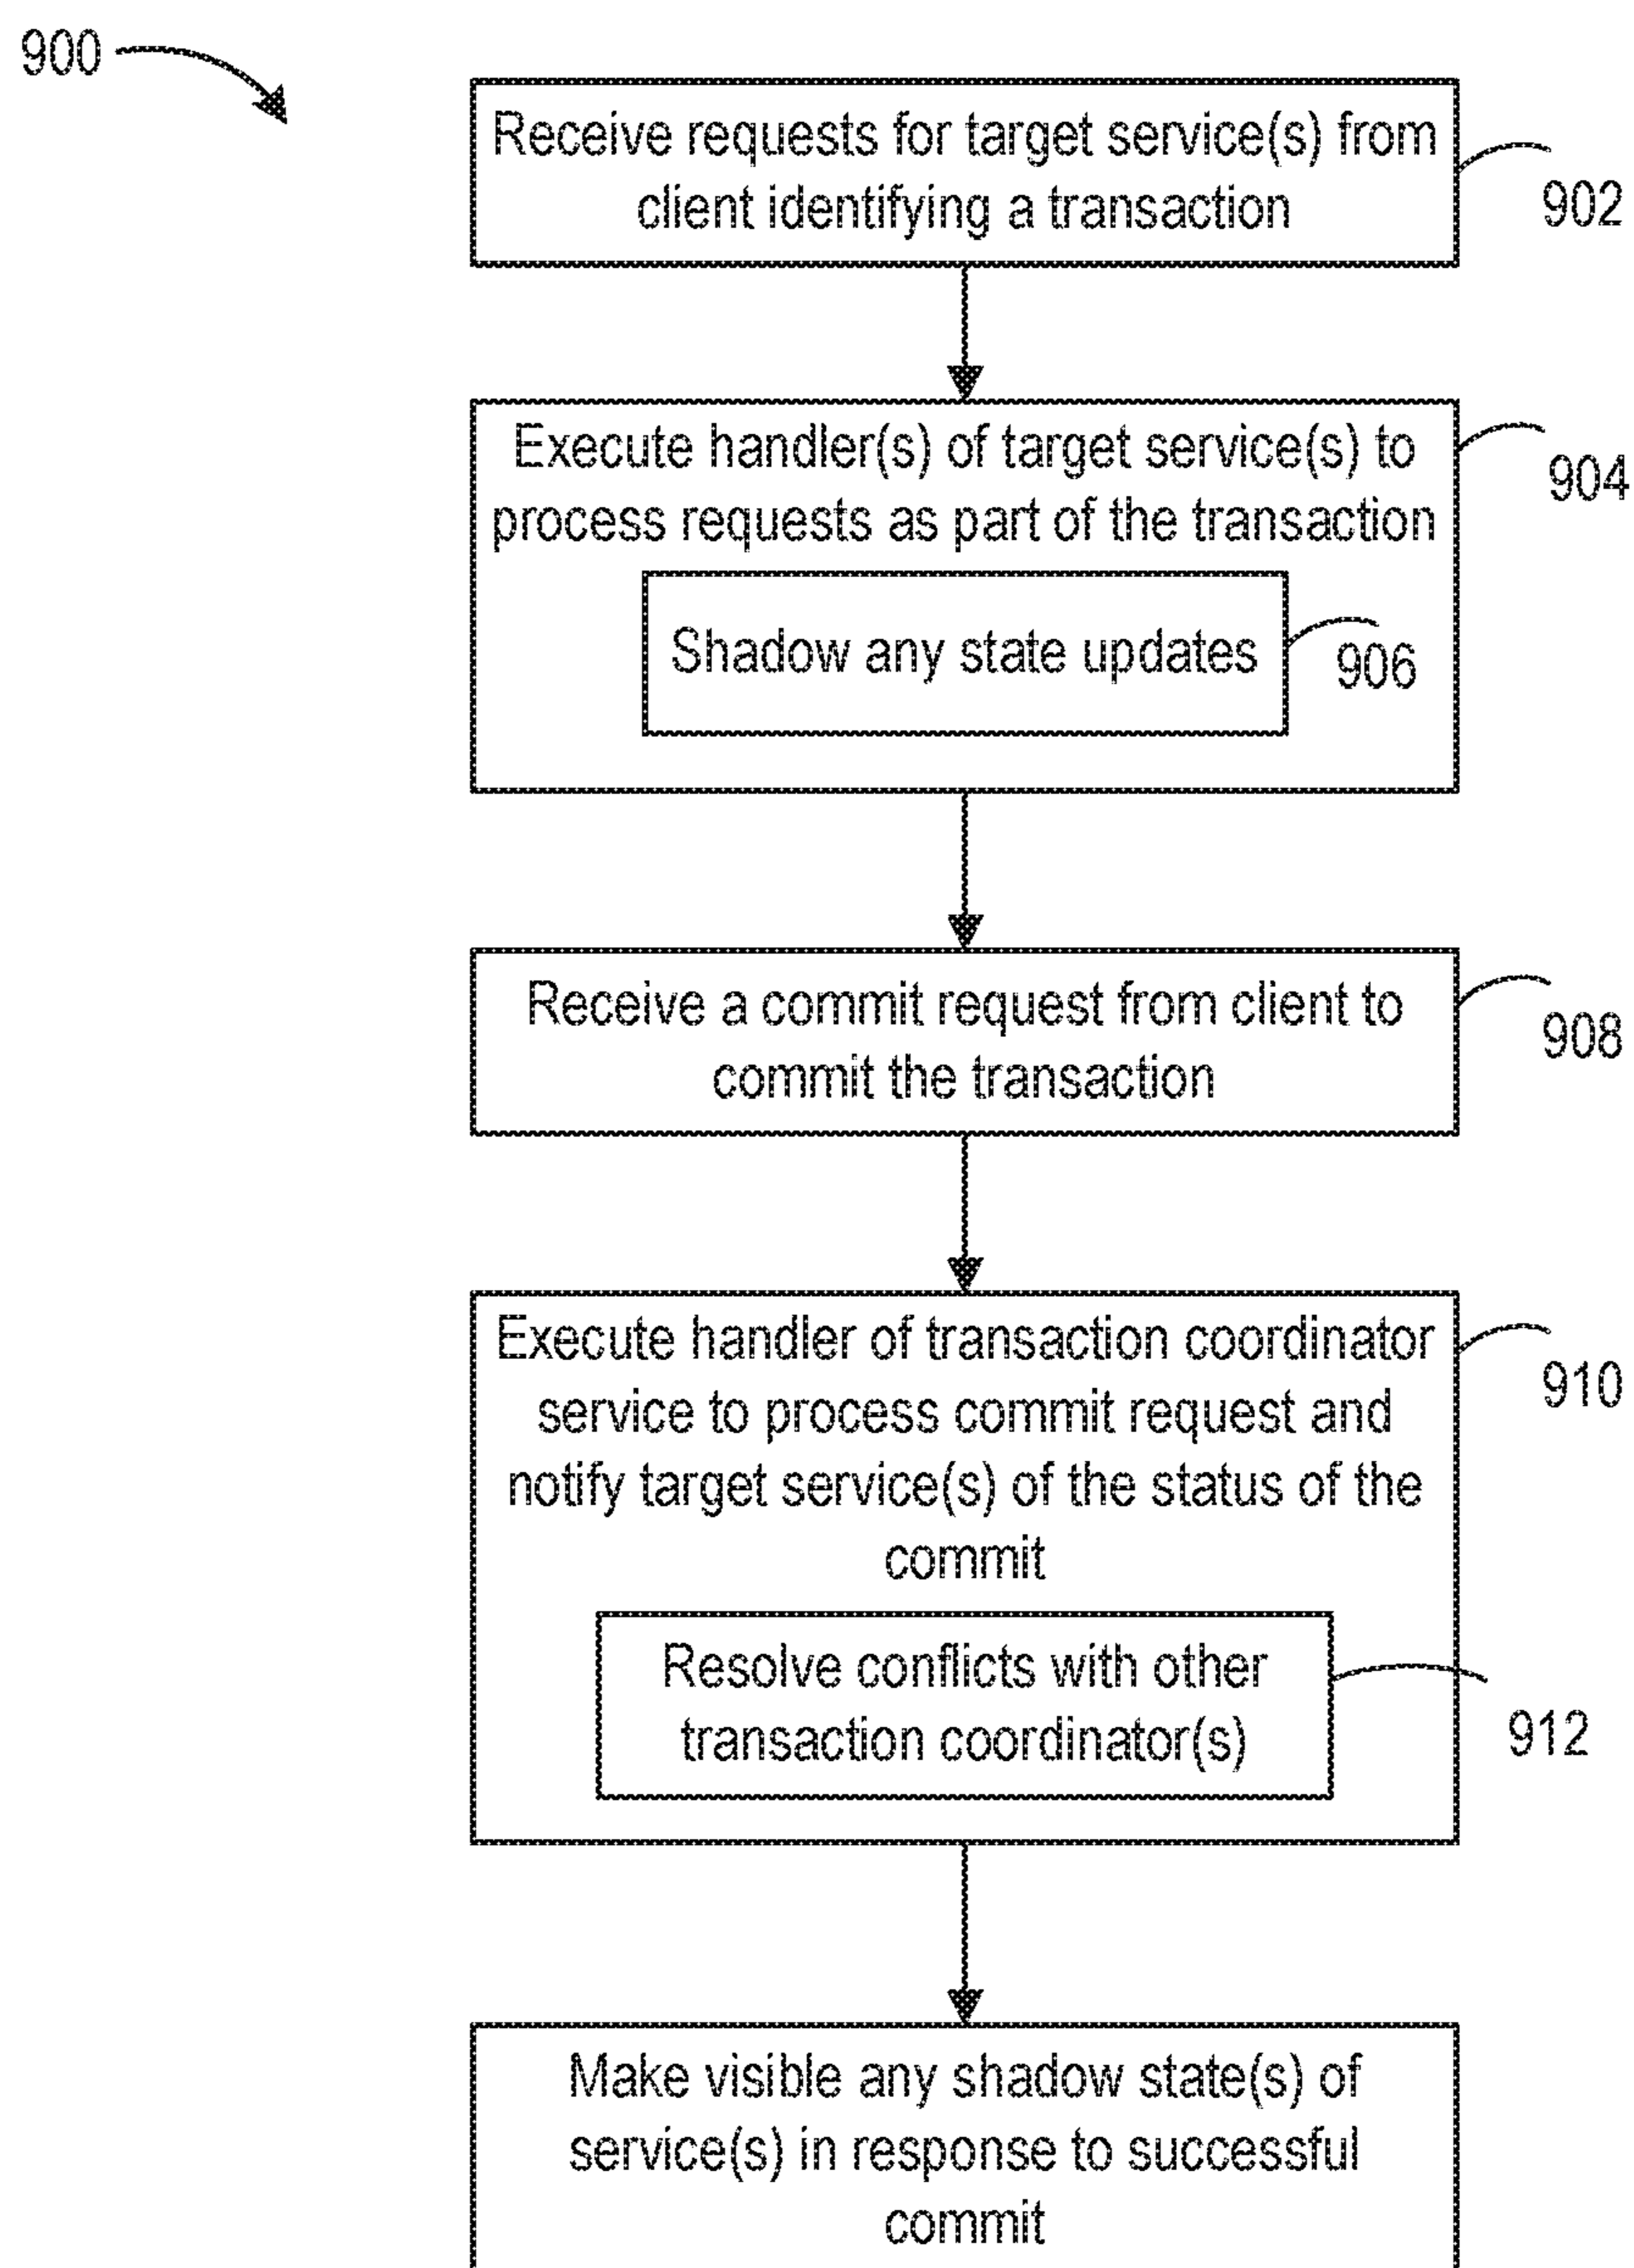 900
Receive requests for target service(s) from
client identifying a transaction
902
Execute handler(s) of target service(s) to
process requests as part of the transaction
904
Shadow any state updates
906
Receive a commit request from client to
commit the transaction
908
Execute handler of transaction coordinator
service to process commit request and
notify target service(s) of the status of the
commit
910
Resolve conflicts with other
transaction coordinator(s)
912
Make visible any shadow state(s) of
service(s) in response to successful
commit